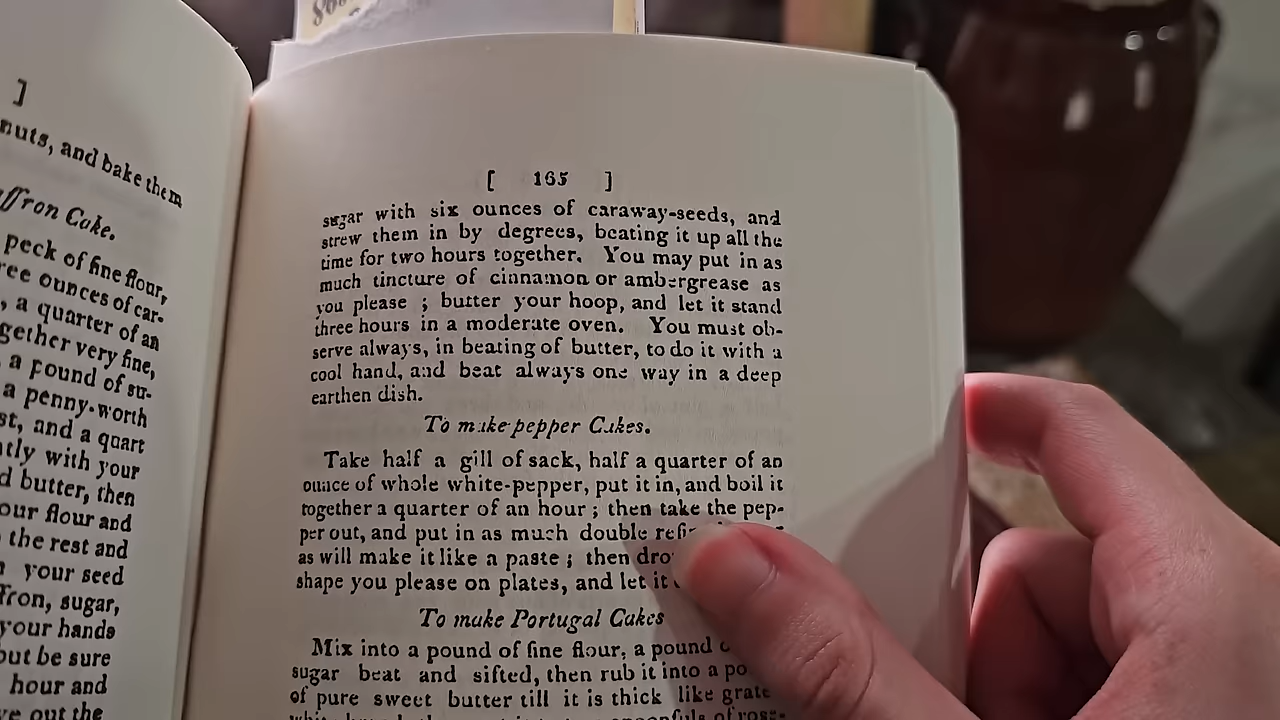 ]
nuts, and bake them
Cake.
peck of fine flour,
ounces of car-
, a quarter of an
gether very fine,
, a pound of su-
a penny-worth
and a quart
with your
butter, then
flour and
the rest and
your seed
sugar,
your hands
but be sure
hour and
out the
[ 165 ]
sugar with six ounces of caraway-seeds, and
strew them in by degrees, beating it up all the
time for two hours together. You may put in as
much tincture of cinnamon or ambergrease as
you please ; butter your hoop, and let it stand
three hours in a moderate oven. You must ob-
serve always, in beating of butter, to do it with a
cool hand, and beat always one way in a deep
earthen dish.
To make pepper Cakes.
Take half a gill of sack, half a quarter of an
ounce of whole white-pepper, put it in, and boil it
together a quarter of an hour ; then take the pep-
per out, and put in as much double
as will make it like a paste ; then
shape you please on plates, and let it
To make Portugal Cakes
Mix into a pound of fine flour, a pound
sugar beat and sifted, then rub it into a
of pure sweet butter till it is thick like grate